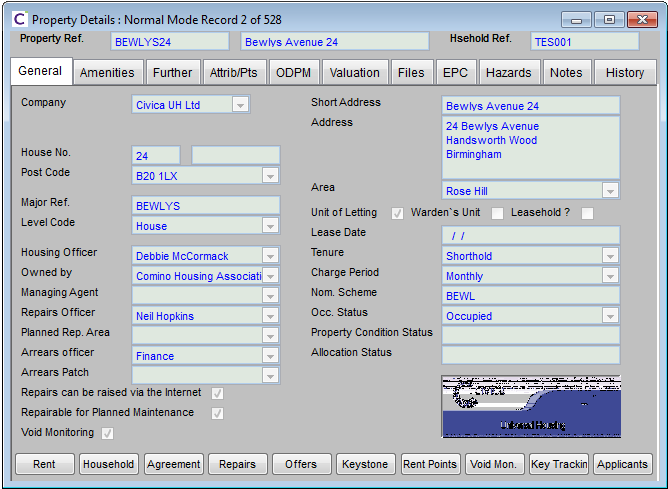 Property Details : Normal Mode Record 2 of 528
Property Ref. BEWLYS24 Bewlys Avenue 24 Hsehold Ref. TES001
General Amenities Further Attrib/Pts ODPM Valuation Files EPC Hazards Notes History
Company Civica UH Ltd
Short Address Bewlys Avenue 24
Address 24 Bewlys Avenue
Handsworth Wood
Birmingham
House No. 24
Post Code B20 1LX
Area Rose Hill
Major Ref. BEWLYS
Unit of Letting Warden`s Unit Leasehold ?
Level Code House
Lease Date / /
Housing Officer Debbie McCormack
Tenure Shorthold
Owned by Comino Housing Associati
Charge Period Monthly
Managing Agent
Nom. Scheme BEWL
Repairs Officer Neil Hopkins
Occ. Status Occupied
Planned Rep. Area
Property Condition Status
Arrears officer Finance
Allocation Status
Arrears Patch
Repairs can be raised via the Internet
Repairable for Planned Maintenance
Void Monitoring
Universal Housing
Rent Household Agreement Repairs Offers Keystone Rent Points Void Mon. Key Trackin Applicants